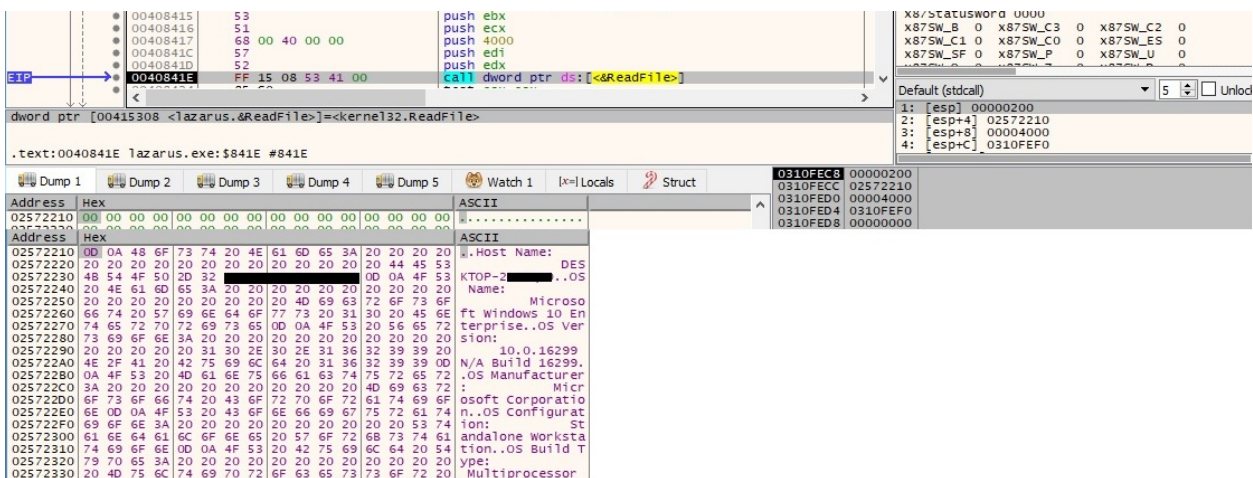 00408415 53 push ebx
00408416 51 push ecx
00408417 68 00 40 00 00 push 4000
0040841C 57 push edi
0040841D 52 push edx
EIP 0040841E FF 15 08 53 41 00 call dword ptr ds:[<&ReadFile>]
dword ptr [00415308 <lazarus.&ReadFile>]=<kernel32.ReadFile>
.text:0040841E lazarus.exe:$841E #841E
x87StatusWord 0000
x87SW_B 0 x87SW_C3 0 x87SW_C2 0
x87SW_C1 0 x87SW_C0 0 x87SW_ES 0
x87SW_SF 0 x87SW_P 0 x87SW_U 0
Default (stdcall) 5 Unlock
1: [esp] 00000200
2: [esp+4] 02572210
3: [esp+8] 00004000
4: [esp+C] 0310FEF0
Dump 1 Dump 2 Dump 3 Dump 4 Dump 5 Watch 1 [x=] Locals Struct
0310FEC8 00000200
0310FECC 02572210
0310FED0 00004000
0310FED4 0310FEF0
0310FED8 00000000
Address Hex ASCII
02572210 00 00 00 00 00 00 00 00 00 00 00 00 00 00 00 00 ................
Address Hex ASCII
02572210 0D 0A 48 6F 73 74 20 4E 61 6D 65 3A 20 20 20 20 ..Host Name:
02572220 20 20 20 20 20 20 20 20 20 20 20 20 20 44 45 53 DES
02572230 4B 54 4F 50 2D 32 0D 0A 4F 53 KTOP-2 ..OS
02572240 20 4E 61 6D 65 3A 20 20 20 20 20 20 20 20 20 20 Name:
02572250 20 20 20 20 20 20 20 20 20 4D 69 63 72 6F 73 6F Microso
02572260 66 74 20 57 69 6E 64 6F 77 73 20 31 30 20 45 6E ft Windows 10 En
02572270 74 65 72 70 72 69 73 65 0D 0A 4F 53 20 56 65 72 terprise..OS Ver
02572280 73 69 6F 6E 3A 20 20 20 20 20 20 20 20 20 20 20 sion:
02572290 20 20 20 20 20 31 30 2E 30 2E 31 36 32 39 39 20 10.0.16299
025722A0 4E 2F 41 20 42 75 69 6C 64 20 31 36 32 39 39 0D N/A Build 16299.
025722B0 0A 4F 53 20 4D 61 6E 75 66 61 63 74 75 72 65 72 .OS Manufacturer
025722C0 3A 20 20 20 20 20 20 20 20 20 20 20 4D 69 63 72 : Micr
025722D0 6F 73 6F 66 74 20 43 6F 72 70 6F 72 61 74 69 6F osoft Corporatio
025722E0 6E 0D 0A 4F 53 20 43 6F 6E 66 69 67 75 72 61 74 n..OS Configurat
025722F0 69 6F 6E 3A 20 20 20 20 20 20 20 20 20 20 53 74 ion: St
02572300 61 6E 64 61 6C 6F 6E 65 20 57 6F 72 6B 73 74 61 andalone Worksta
02572310 74 69 6F 6E 0D 0A 4F 53 20 42 75 69 6C 64 20 54 tion..OS Build T
02572320 79 70 65 3A 20 20 20 20 20 20 20 20 20 20 20 20 ype:
02572330 20 4D 75 6C 74 69 70 72 6F 63 65 73 73 6F 72 20 Multiprocessor